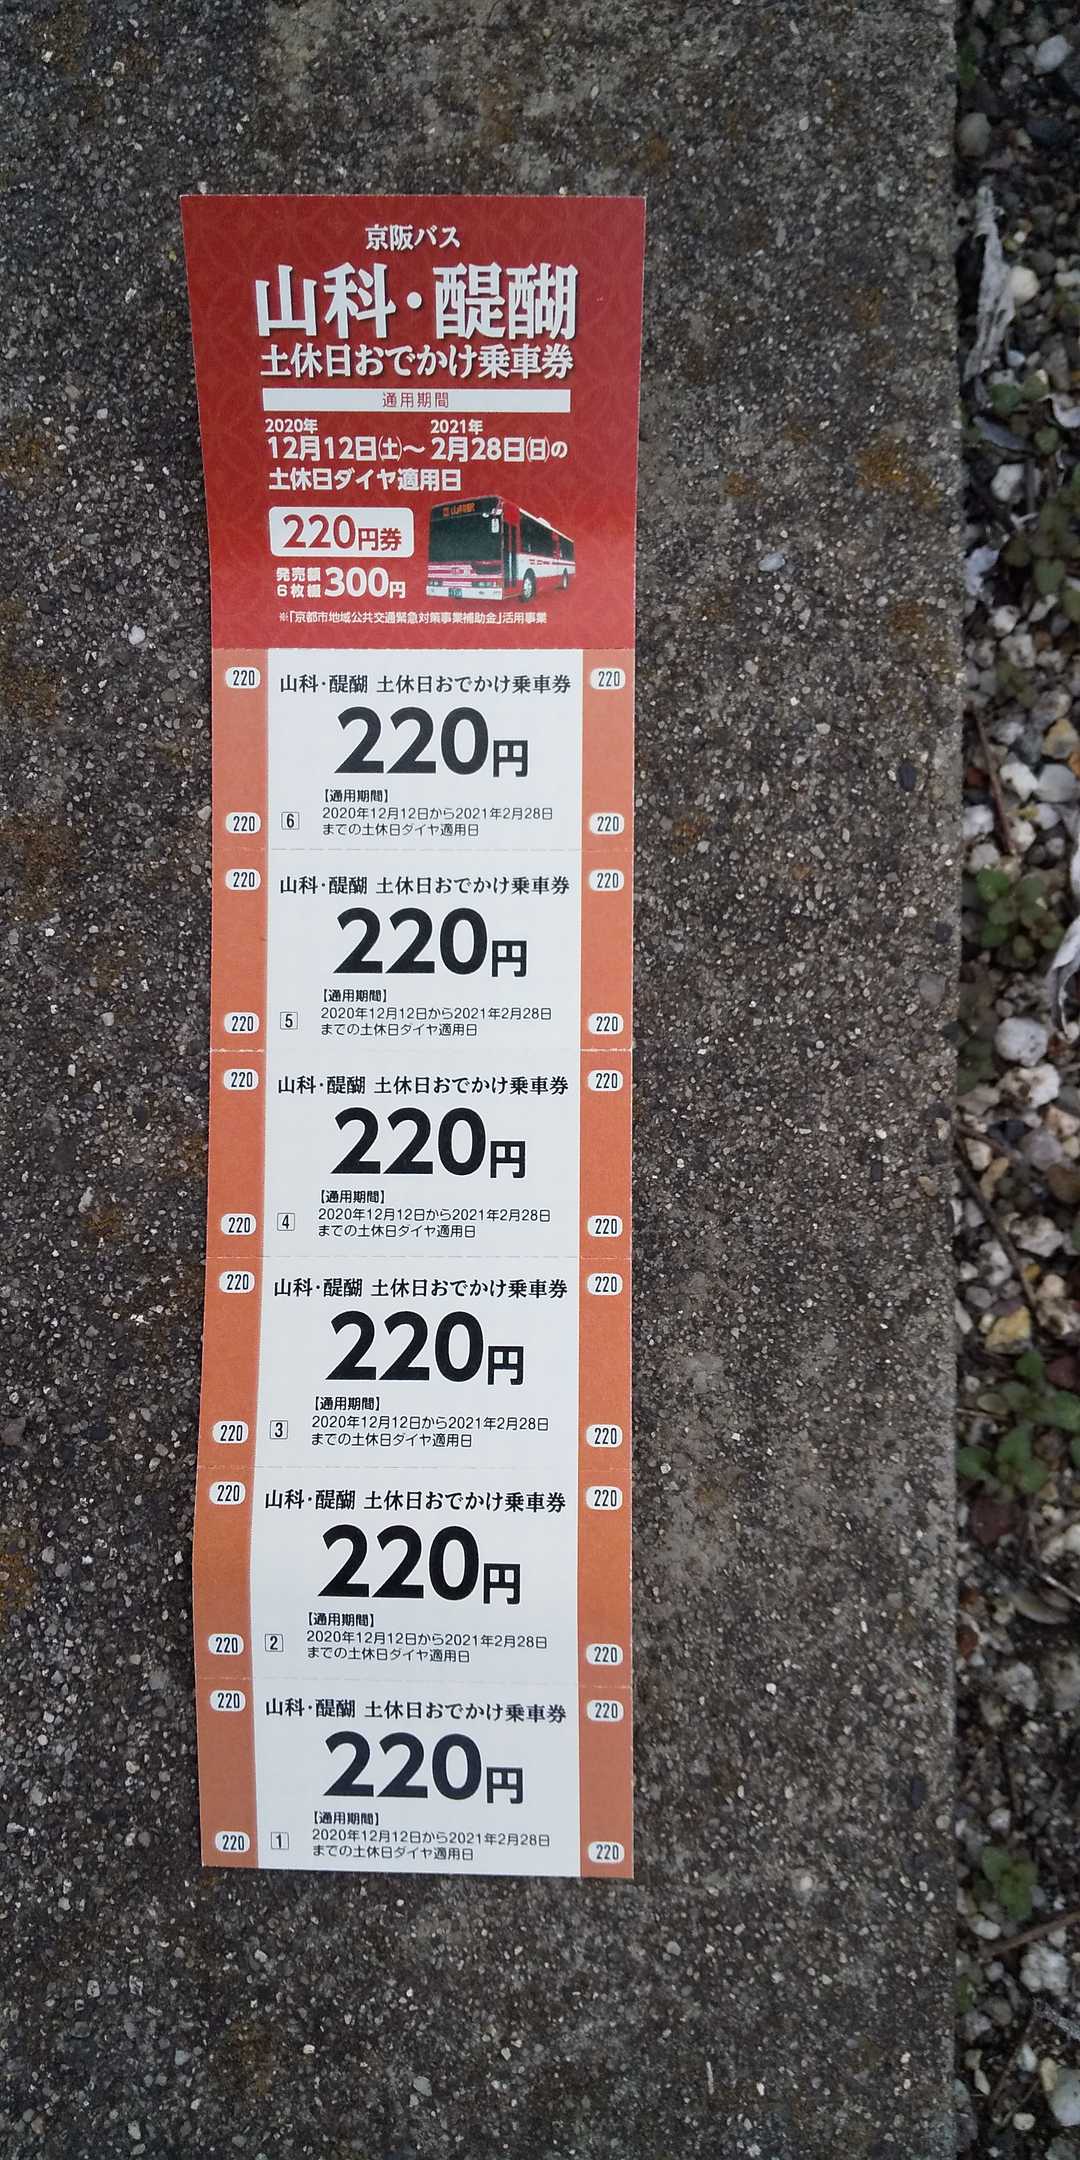 京阪バス
山科・醍醐
土休日おでかけ乗車券
通用期間
2020年 2021年
12月12日(土)～2月28日(日)の
土休日ダイヤ適用日
山科駅
220円券
発売額
6枚綴 300円
※「京都市地域公共交通緊急対策事業補助金」活用事業
220 山科・醍醐 土休日おでかけ乗車券 220
220円
【通用期間】
2020年12月12日から2021年2月28日
220 6 までの土休日ダイヤ適用日 220
220 山科・醍醐 土休日おでかけ乗車券 220
220円
【通用期間】
2020年12月12日から2021年2月28日
220 5 までの土休日ダイヤ適用日 220
220 山科・醍醐 土休日おでかけ乗車券 220
220円
【通用期間】
2020年12月12日から2021年2月28日
220 4 までの土休日ダイヤ適用日 220
220 山科・醍醐 土休日おでかけ乗車券 220
220円
【通用期間】
2020年12月12日から2021年2月28日
220 3 までの土休日ダイヤ適用日 220
220 山科・醍醐 土休日おでかけ乗車券 220
220円
【通用期間】
2020年12月12日から2021年2月28日
220 2 までの土休日ダイヤ適用日 220
220 山科・醍醐 土休日おでかけ乗車券 220
220円
【通用期間】
2020年12月12日から2021年2月28日
220 1 までの土休日ダイヤ適用日 220